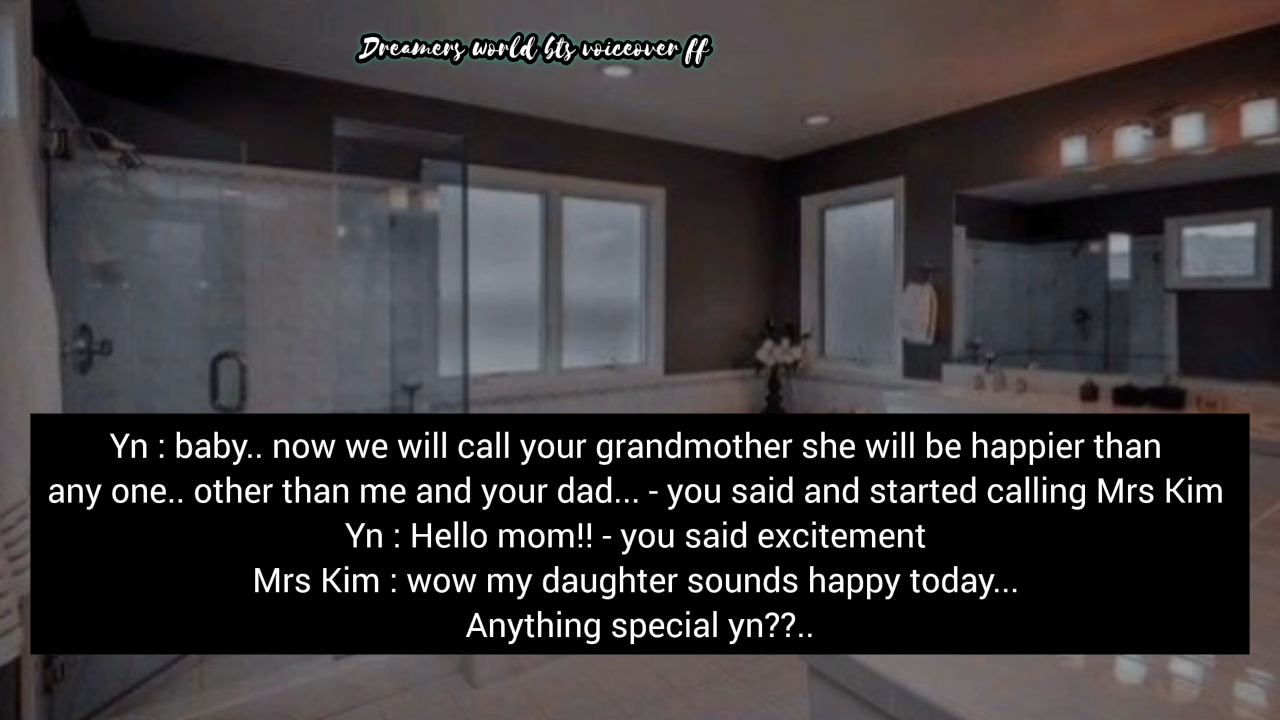 Dreamers world bts voiceover ff
Yn : baby.. now we will call your grandmother she will be happier than
any one.. other than me and your dad... - you said and started calling Mrs Kim
Yn : Hello mom!! - you said excitement
Mrs Kim : wow my daughter sounds happy today...
Anything special yn??..